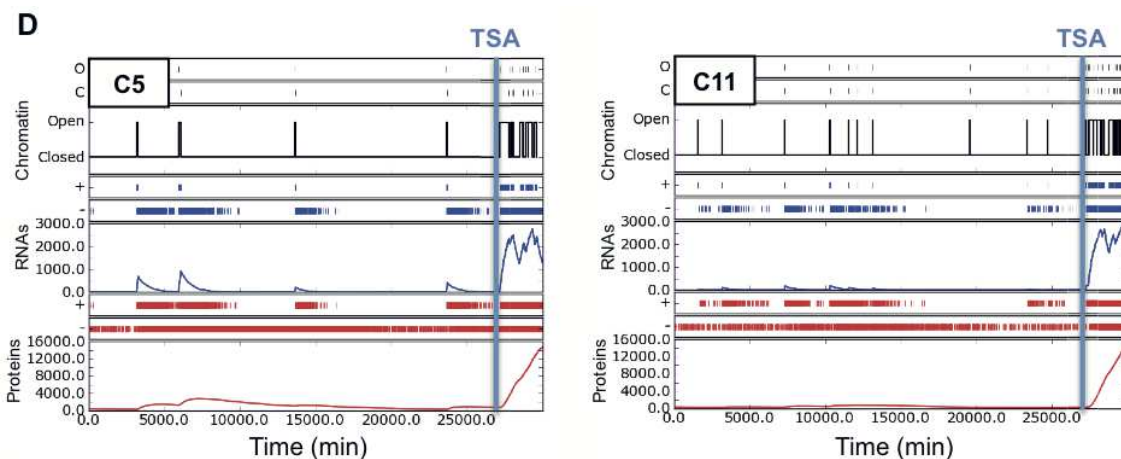 D
TSA
C5
O
C
Chromatin
Open
Closed
+
-
RNAs
3000.0
2000.0
1000.0
0.0
+
-
Proteins
16000.0
12000.0
8000.0
4000.0
0.0
0.0 5000.0 10000.0 15000.0 20000.0 25000.0
Time (min)
TSA
C11
O
C
Chromatin
Open
Closed
+
-
RNAs
3000.0
2000.0
1000.0
0.0
+
-
Proteins
16000.0
12000.0
8000.0
4000.0
0.0
0.0 5000.0 10000.0 15000.0 20000.0 25000.0
Time (min)